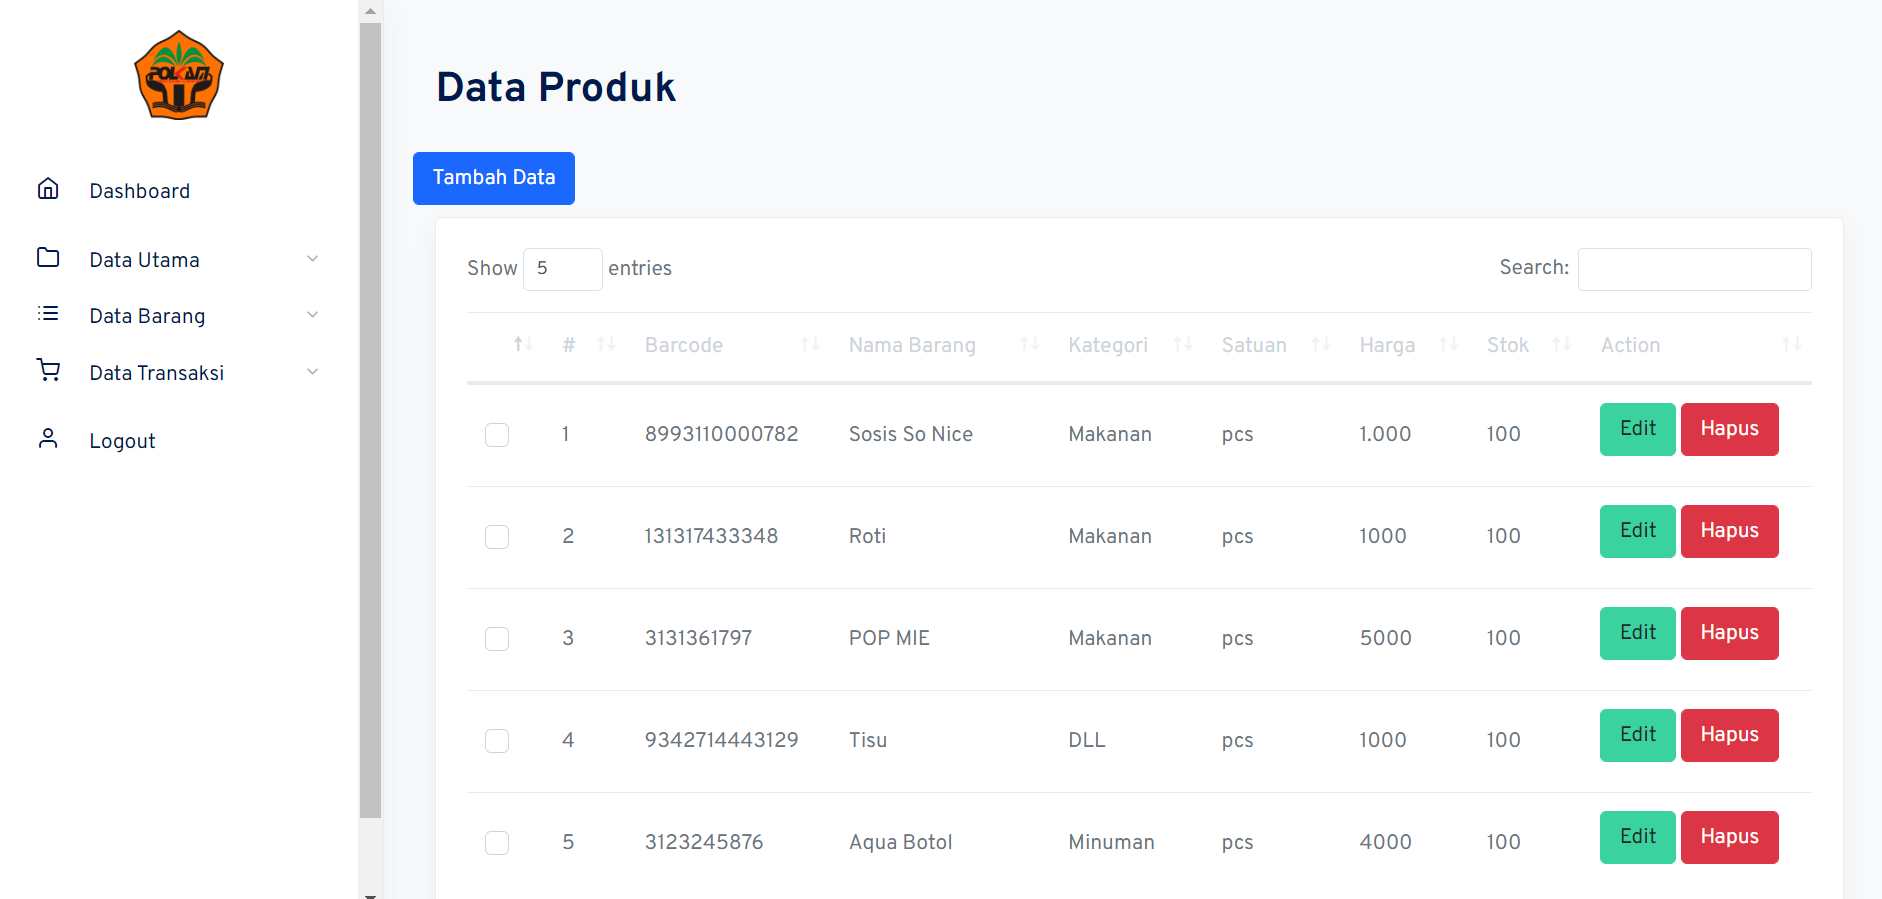 POLKAM
Dashboard
Data Utama
Data Barang
Data Transaksi
Logout
Data Produk
Tambah Data
Show 5 entries
Search:
# Barcode Nama Barang Kategori Satuan Harga Stok Action
1 8993110000782 Sosis So Nice Makanan pcs 1.000 100 Edit Hapus
2 131317433348 Roti Makanan pcs 1000 100 Edit Hapus
3 3131361797 POP MIE Makanan pcs 5000 100 Edit Hapus
4 9342714443129 Tisu DLL pcs 1000 100 Edit Hapus
5 3123245876 Aqua Botol Minuman pcs 4000 100 Edit Hapus